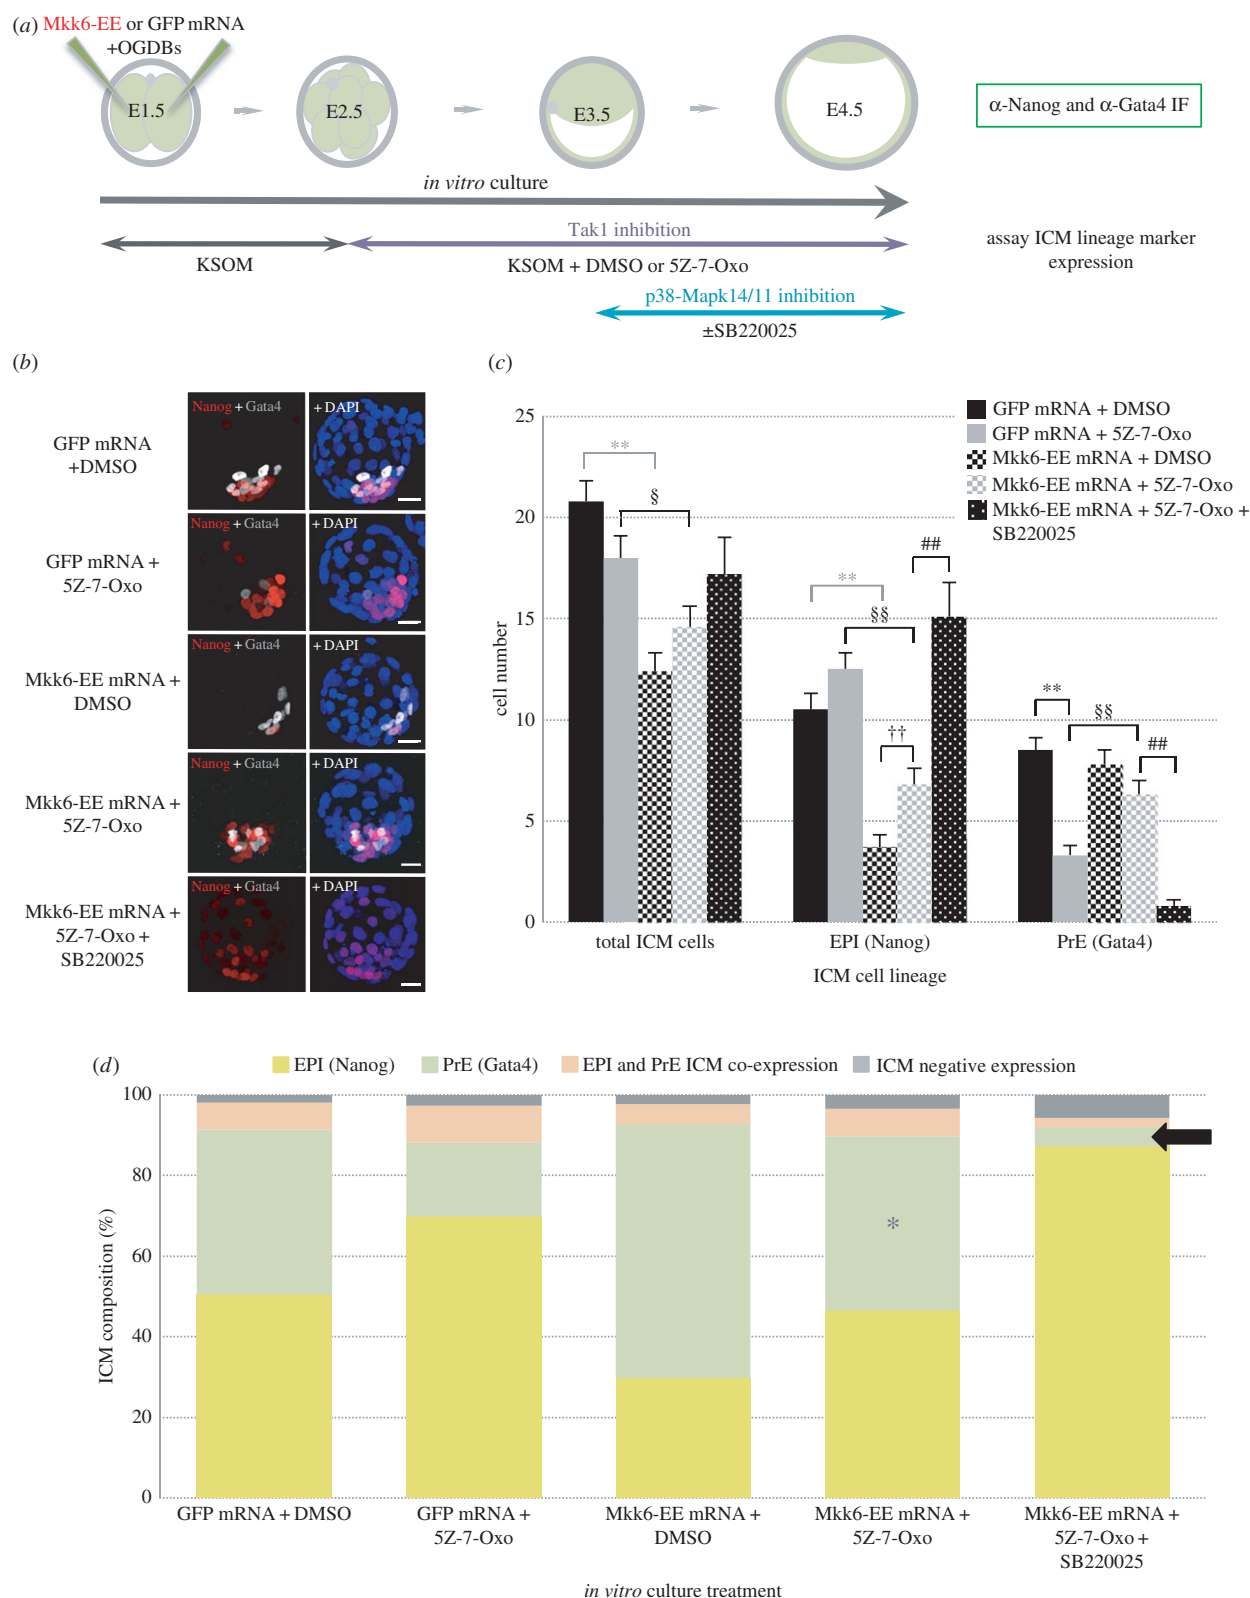 (a)
Mkk6-EE or GFP mRNA
+OGDBs
E1.5
E2.5
E3.5
E4.5
α-Nanog and α-Gata4 IF
in vitro culture
Tak1 inhibition
KSOM
KSOM + DMSO or 5Z-7-Oxo
assay ICM lineage marker
expression
p38-Mapk14/11 inhibition
±SB220025
(b)
GFP mRNA
+DMSO
Nanog + Gata4
+ DAPI
GFP mRNA +
5Z-7-Oxo
Nanog + Gata4
+ DAPI
Mkk6-EE mRNA +
DMSO
Nanog + Gata4
+ DAPI
Mkk6-EE mRNA +
5Z-7-Oxo
Nanog + Gata4
+ DAPI
Mkk6-EE mRNA +
5Z-7-Oxo +
SB220025
Nanog + Gata4
+ DAPI
(c)
25
20
15
10
5
0
cell number
GFP mRNA + DMSO
GFP mRNA + 5Z-7-Oxo
Mkk6-EE mRNA + DMSO
Mkk6-EE mRNA + 5Z-7-Oxo
Mkk6-EE mRNA + 5Z-7-Oxo +
SB220025
**
§
**
§§
††
##
**
§§
##
total ICM cells
EPI (Nanog)
PrE (Gata4)
ICM cell lineage
(d)
EPI (Nanog)
PrE (Gata4)
EPI and PrE ICM co-expression
ICM negative expression
100
80
60
40
20
0
ICM composition (%)
*
GFP mRNA + DMSO
GFP mRNA +
5Z-7-Oxo
Mkk6-EE mRNA +
DMSO
Mkk6-EE mRNA +
5Z-7-Oxo
Mkk6-EE mRNA +
5Z-7-Oxo +
SB220025
in vitro culture treatment